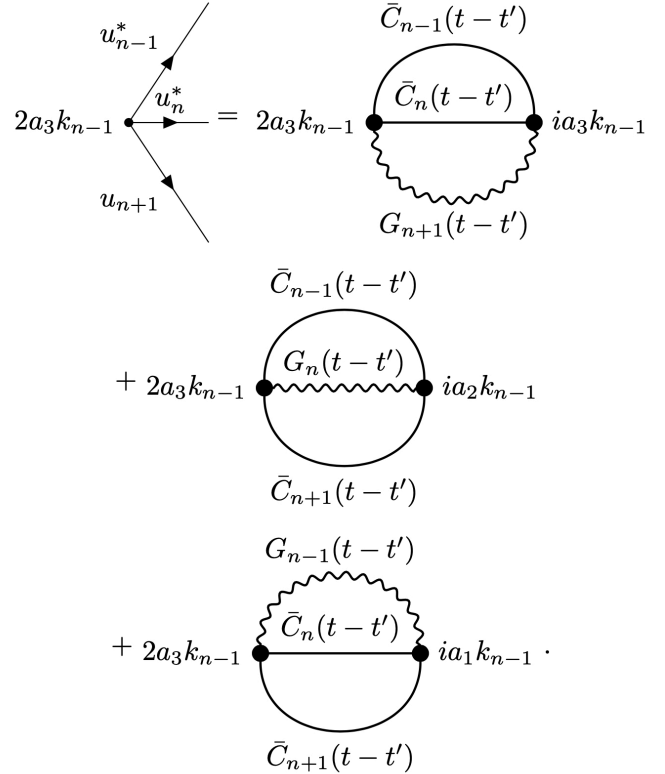 u*_{n-1}
C̄_{n-1}(t − t′)
u*_n
C̄_n(t − t′)
2a_3k_{n-1} = 2a_3k_{n-1} ia_3k_{n-1}
u_{n+1}
G_{n+1}(t − t′)
C̄_{n-1}(t − t′)
G_n(t − t′)
+ 2a_3k_{n-1} ia_2k_{n-1}
C̄_{n+1}(t − t′)
G_{n-1}(t − t′)
C̄_n(t − t′)
+ 2a_3k_{n-1} ia_1k_{n-1} .
C̄_{n+1}(t − t′)